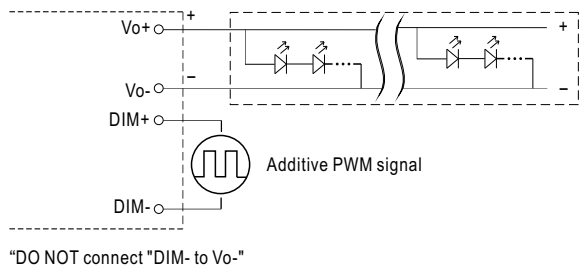 Vo+
+
+
Vo-
−
−
DIM+
Additive PWM signal
DIM-
“DO NOT connect "DIM- to Vo-"